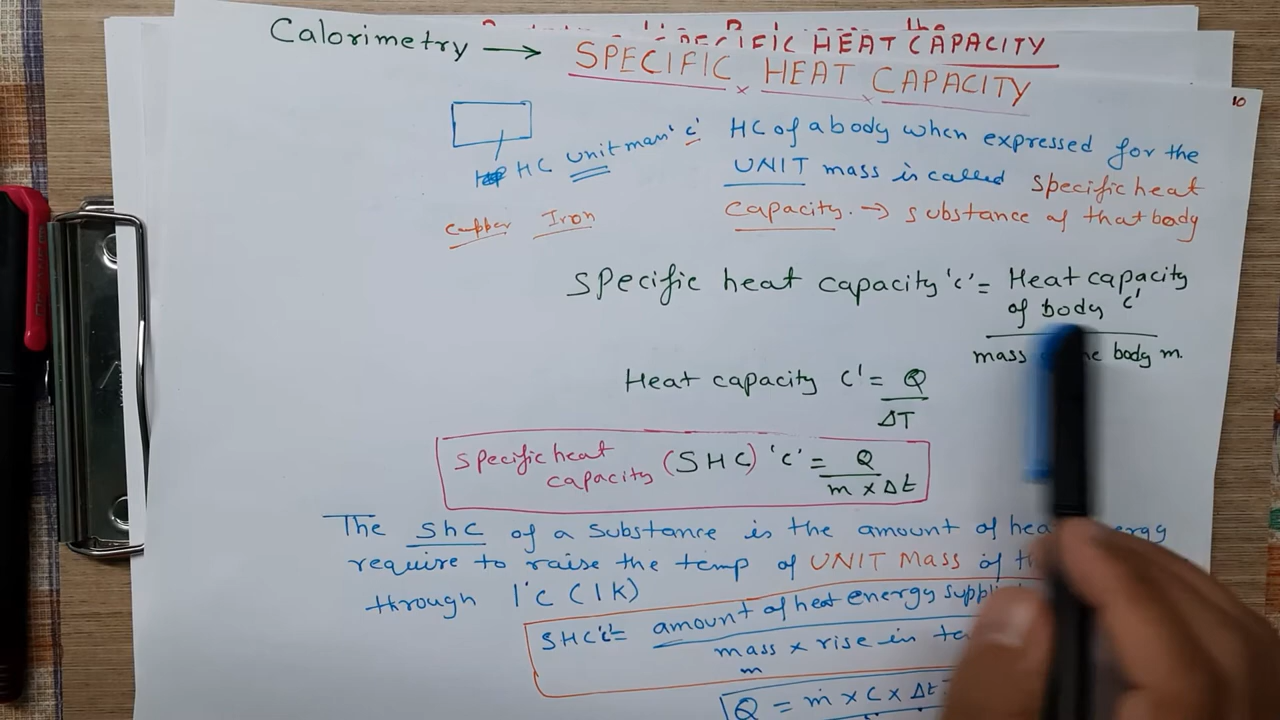 Calorimetry → SPECIFIC HEAT CAPACITY
SPECIFIC HEAT CAPACITY
10
HC Unit mass 'c' HC of a body when expressed for the
UNIT mass is called specific heat
Capacity. → substance of that body
Copper Iron
Specific heat capacity 'c' = Heat capacity
of body c'
mass body m.
Heat capacity c' = Q
ΔT
Specific heat
capacity (SHC) 'c' = Q
m x Δt
The ShC of a substance is the amount of heat
require to raise the temp of UNIT Mass of
through 1°C (1K)
SHC 'c' = amount of heat energy
mass x rise in
m
Q = m x C x Δt